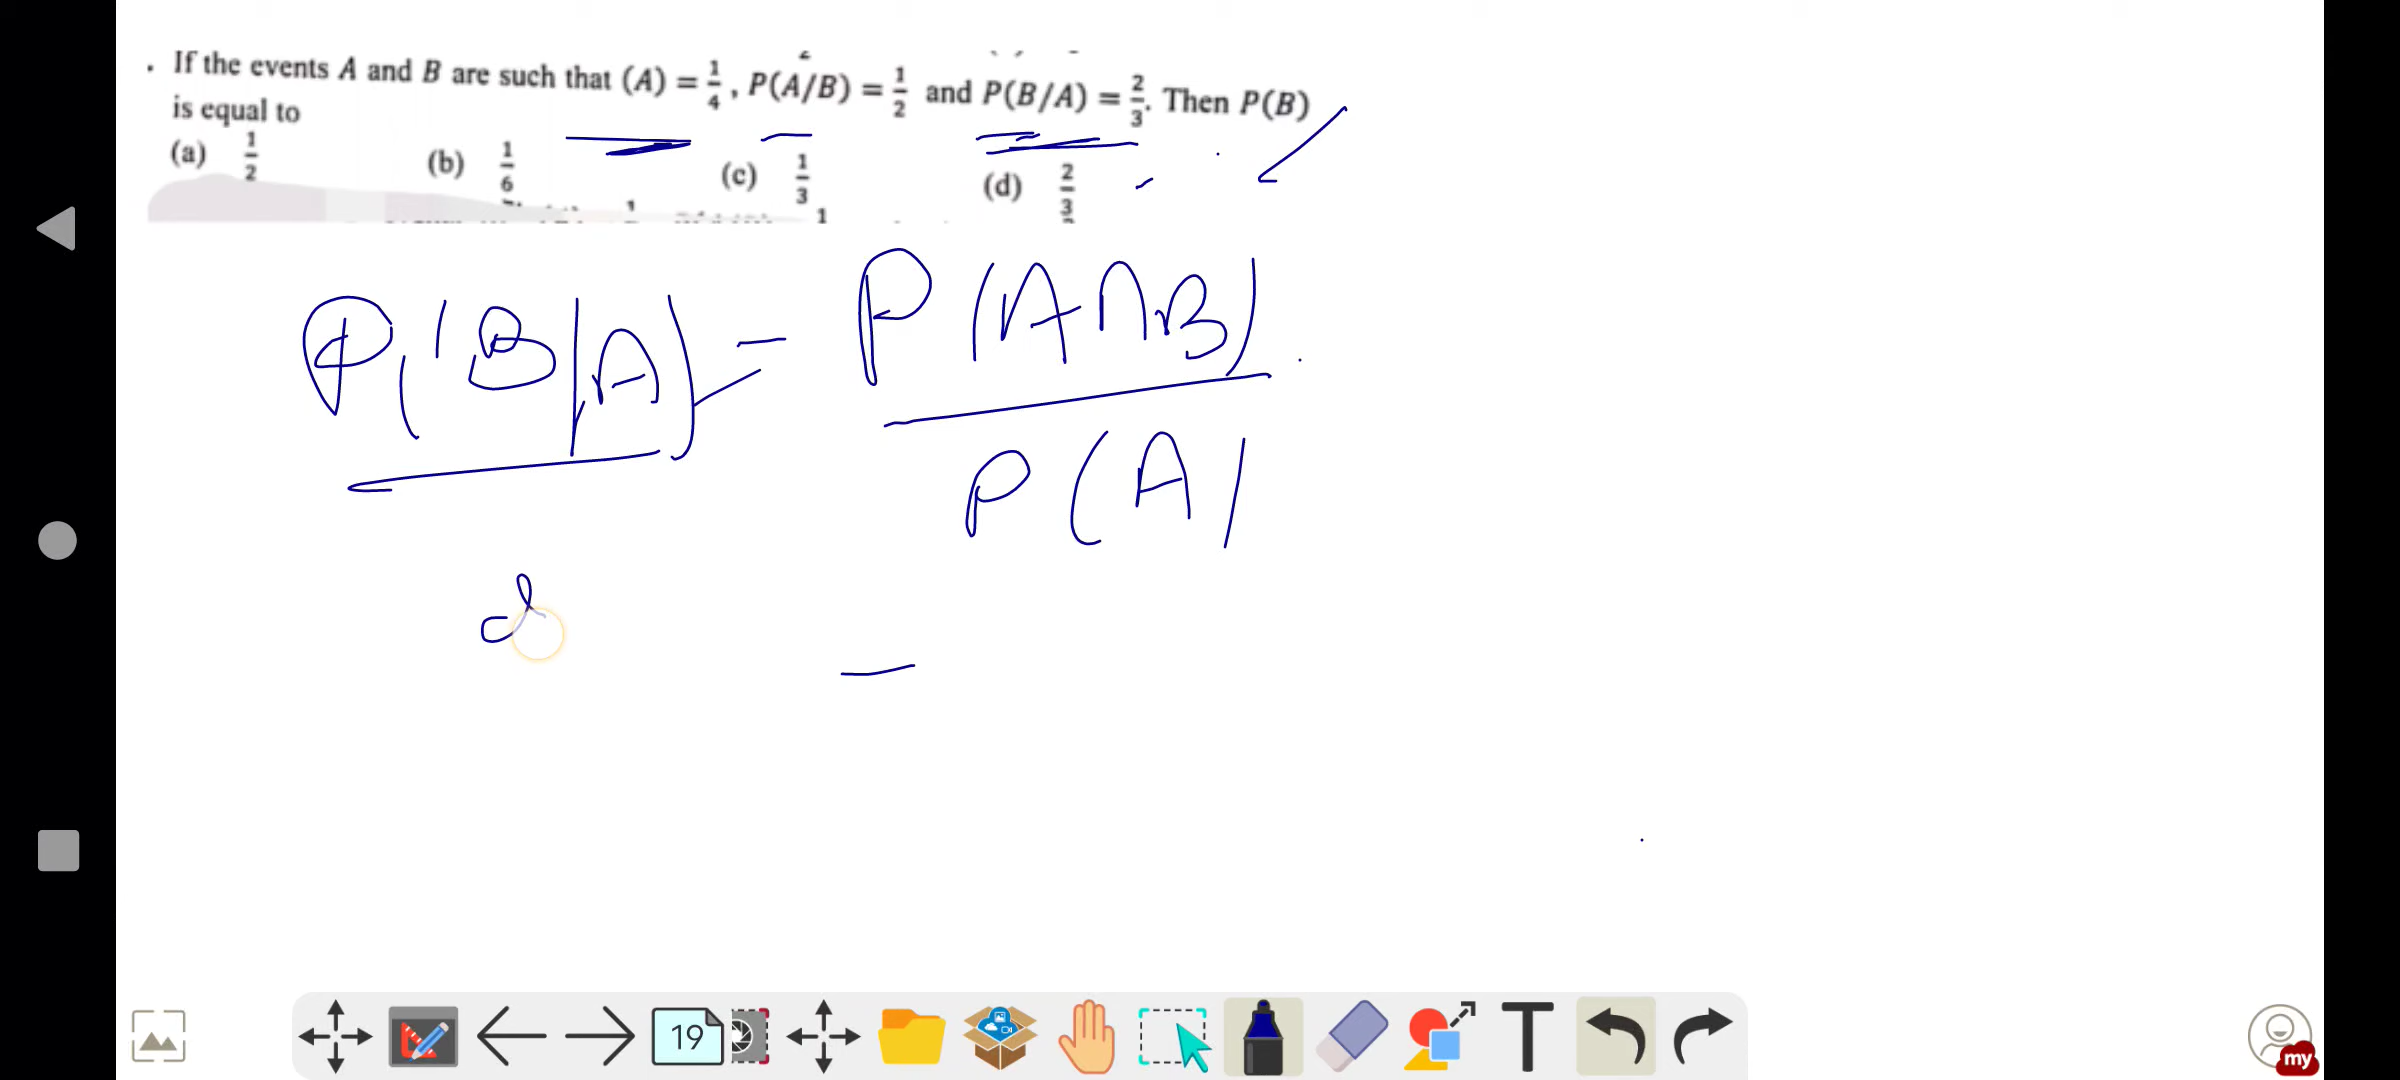 . If the events A and B are such that (A) = 1/4 , P(A/B) = 1/2 and P(B/A) = 2/3. Then P(B)
is equal to
(a) 1/2 (b) 1/6 (c) 1/3 (d) 2/3
P(B|A) = P(A∩B) / P(A)
19
T
my